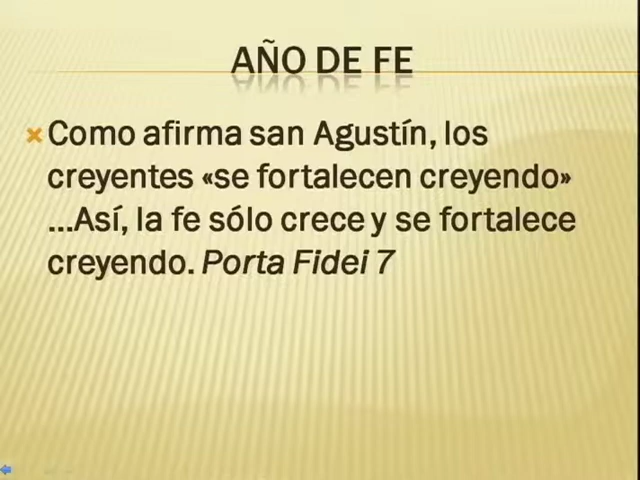 AÑO DE FE
Como afirma san Agustín, los
creyentes «se fortalecen creyendo»
...Así, la fe sólo crece y se fortalece
creyendo. Porta Fidei 7